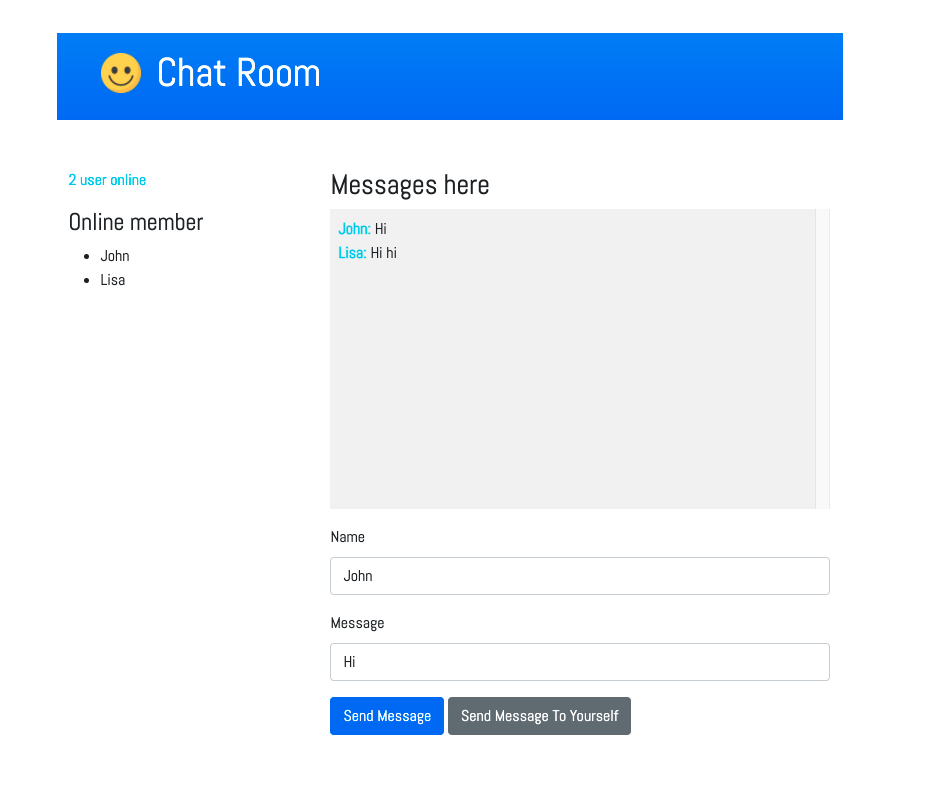 Chat Room
2 user online
Online member
John
Lisa
Messages here
John: Hi
Lisa: Hi hi
Name
John
Message
Hi
Send Message
Send Message To Yourself